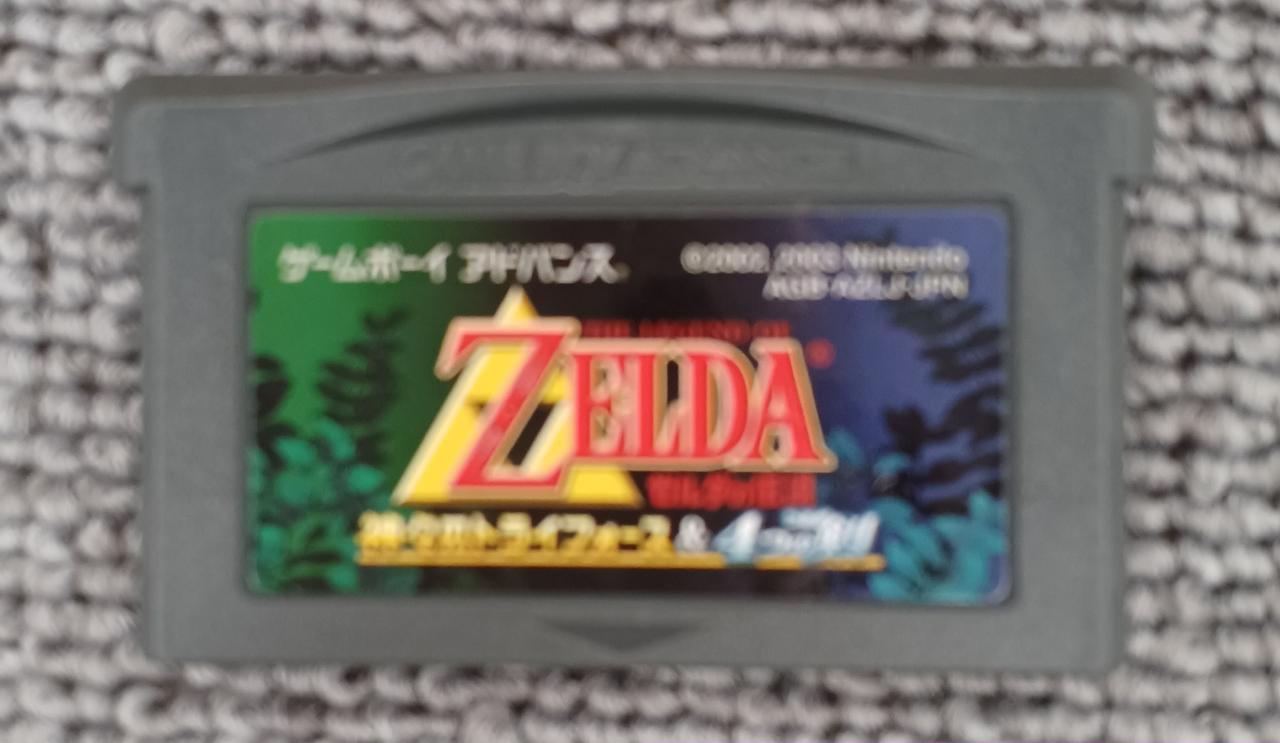 ゲームボーイ アドバンス
©2002, 2003 Nintendo
AGB-AZLJ-JPN
THE LEGEND OF
ZELDA
ゼルダの伝説
神々のトライフォース & 4つの剣